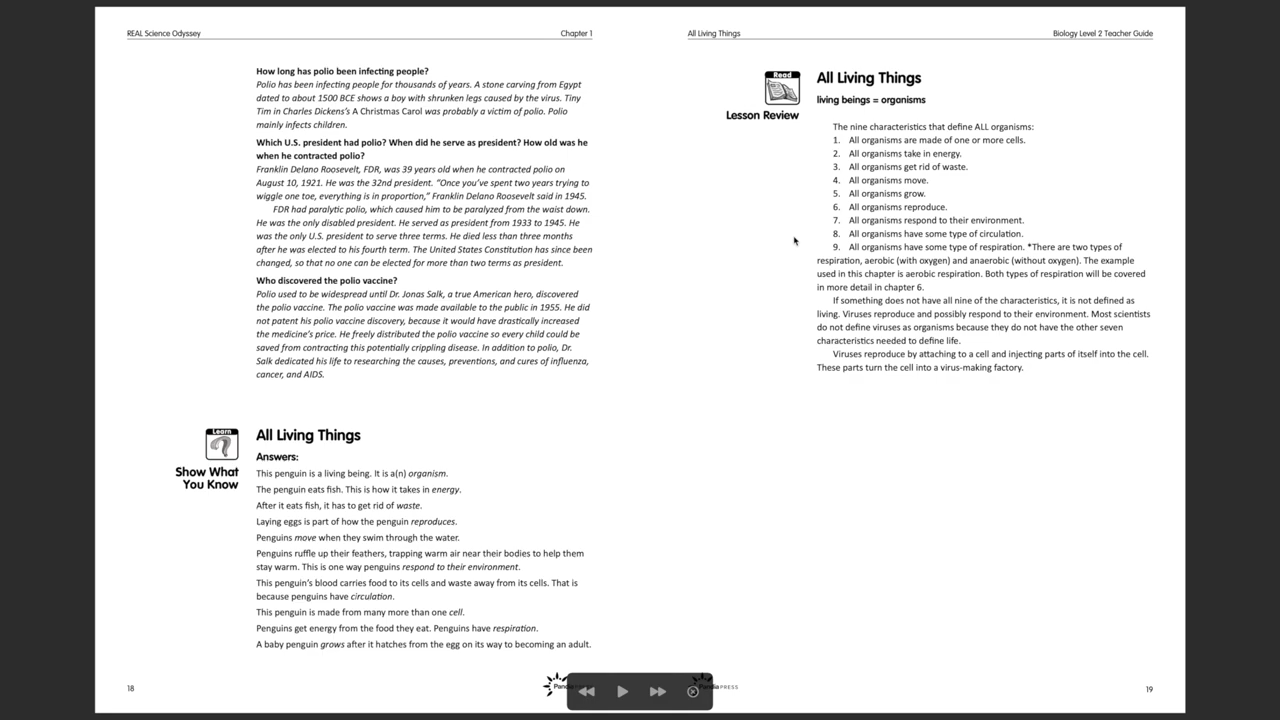 REAL Science Odyssey
Chapter 1
How long has polio been infecting people?
Polio has been infecting people for thousands of years. A stone carving from Egypt
dated to about 1500 BCE shows a boy with shrunken legs caused by the virus. Tiny
Tim in Charles Dickens's A Christmas Carol was probably a victim of polio. Polio
mainly infects children.
Which U.S. president had polio? When did he serve as president? How old was he
when he contracted polio?
Franklin Delano Roosevelt, FDR, was 39 years old when he contracted polio on
August 10, 1921. He was the 32nd president. "Once you've spent two years trying to
wiggle one toe, everything is in proportion," Franklin Delano Roosevelt said in 1945.
FDR had paralytic polio, which caused him to be paralyzed from the waist down.
He was the only disabled president. He served as president from 1933 to 1945. He
was the only U.S. president to serve three terms. He died less than three months
after he was elected to his fourth term. The United States Constitution has since been
changed, so that no one can be elected for more than two terms as president.
Who discovered the polio vaccine?
Polio used to be widespread until Dr. Jonas Salk, a true American hero, discovered
the polio vaccine. The polio vaccine was made available to the public in 1955. He did
not patent his polio vaccine discovery, because it would have drastically increased
the medicine's price. He freely distributed the polio vaccine so every child could be
saved from contracting this potentially crippling disease. In addition to polio, Dr.
Salk dedicated his life to researching the causes, preventions, and cures of influenza,
cancer, and AIDS.
Learn
Show What
You Know
All Living Things
Answers:
This penguin is a living being. It is a(n) organism.
The penguin eats fish. This is how it takes in energy.
After it eats fish, it has to get rid of waste.
Laying eggs is part of how the penguin reproduces.
Penguins move when they swim through the water.
Penguins ruffle up their feathers, trapping warm air near their bodies to help them
stay warm. This is one way penguins respond to their environment.
This penguin's blood carries food to its cells and waste away from its cells. That is
because penguins have circulation.
This penguin is made from many more than one cell.
Penguins get energy from the food they eat. Penguins have respiration.
A baby penguin grows after it hatches from the egg on its way to becoming an adult.
18
All Living Things
Biology Level 2 Teacher Guide
Read
Lesson Review
All Living Things
living beings = organisms
The nine characteristics that define ALL organisms:
1. All organisms are made of one or more cells.
2. All organisms take in energy.
3. All organisms get rid of waste.
4. All organisms move.
5. All organisms grow.
6. All organisms reproduce.
7. All organisms respond to their environment.
8. All organisms have some type of circulation.
9. All organisms have some type of respiration. *There are two types of
respiration, aerobic (with oxygen) and anaerobic (without oxygen). The example
used in this chapter is aerobic respiration. Both types of respiration will be covered
in more detail in chapter 6.
If something does not have all nine of the characteristics, it is not defined as
living. Viruses reproduce and possibly respond to their environment. Most scientists
do not define viruses as organisms because they do not have the other seven
characteristics needed to define life.
Viruses reproduce by attaching to a cell and injecting parts of itself into the cell.
These parts turn the cell into a virus-making factory.
PRESS
19